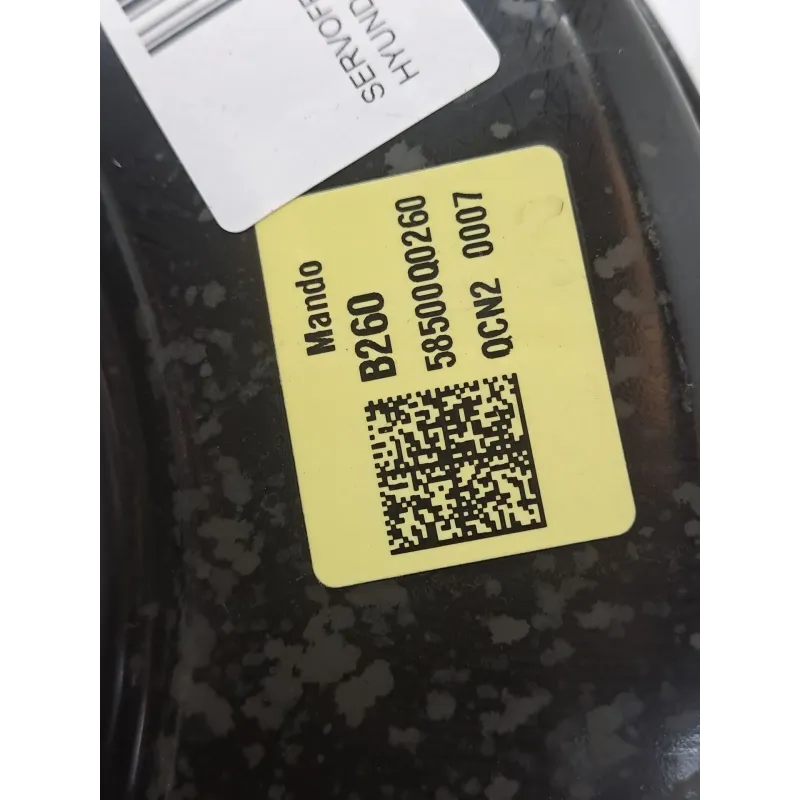 SERVOFR
HYUND
Mando
B260
58500Q0260
QCN2 0007